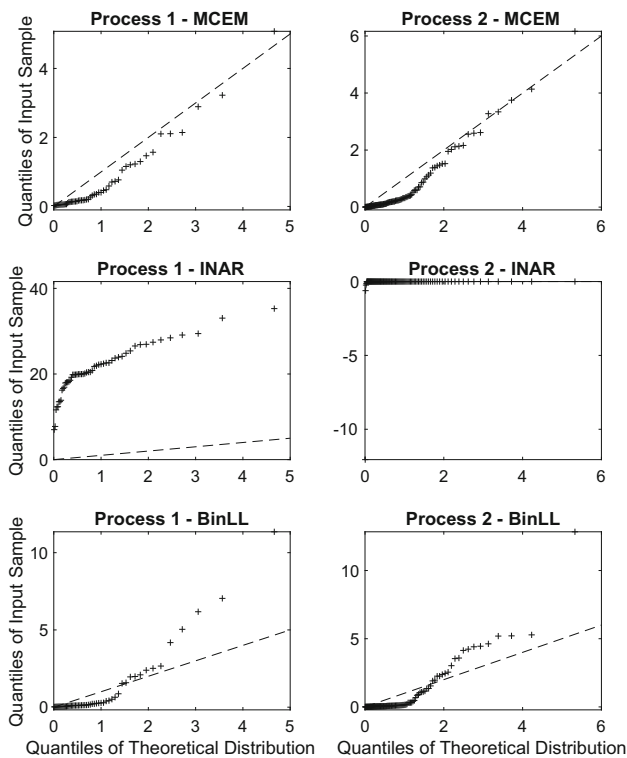 Process 1 - MCEM
Process 2 - MCEM
Quantiles of Input Sample
4
2
0
0 1 2 3 4 5
6
4
2
0
0 2 4 6
Process 1 - INAR
Process 2 - INAR
Quantiles of Input Sample
40
20
0
0 1 2 3 4 5
0
-5
-10
0 2 4 6
Process 1 - BinLL
Process 2 - BinLL
Quantiles of Input Sample
10
5
0
0 1 2 3 4 5
10
5
0
0 2 4 6
Quantiles of Theoretical Distribution
Quantiles of Theoretical Distribution